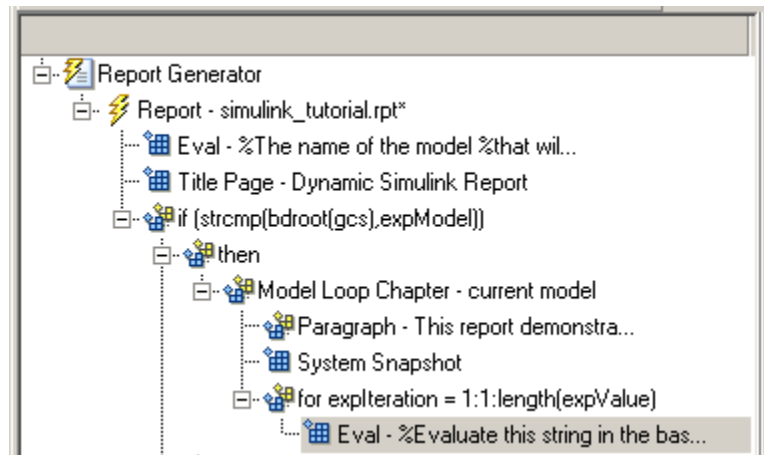 Report Generator
Report - simulink_tutorial.rpt*
Eval - %The name of the model %that wil...
Title Page - Dynamic Simulink Report
if (strcmp(bdroot(gcs),expModel))
then
Model Loop Chapter - current model
Paragraph - This report demonstra...
System Snapshot
for expIteration = 1:1:length(expValue)
Eval - %Evaluate this string in the bas...